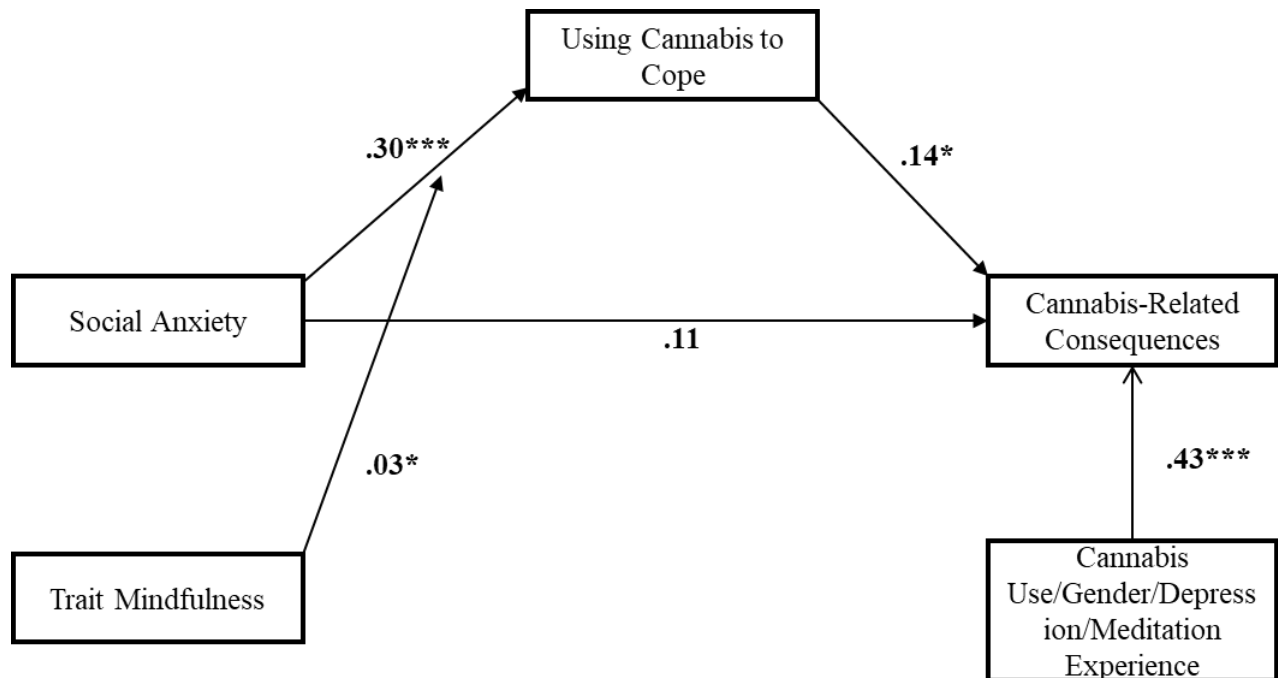 Using Cannabis to
Cope
.30***
.14*
Social Anxiety
.11
Cannabis-Related
Consequences
.03*
.43***
Trait Mindfulness
Cannabis
Use/Gender/Depress
ion/Meditation
Experience